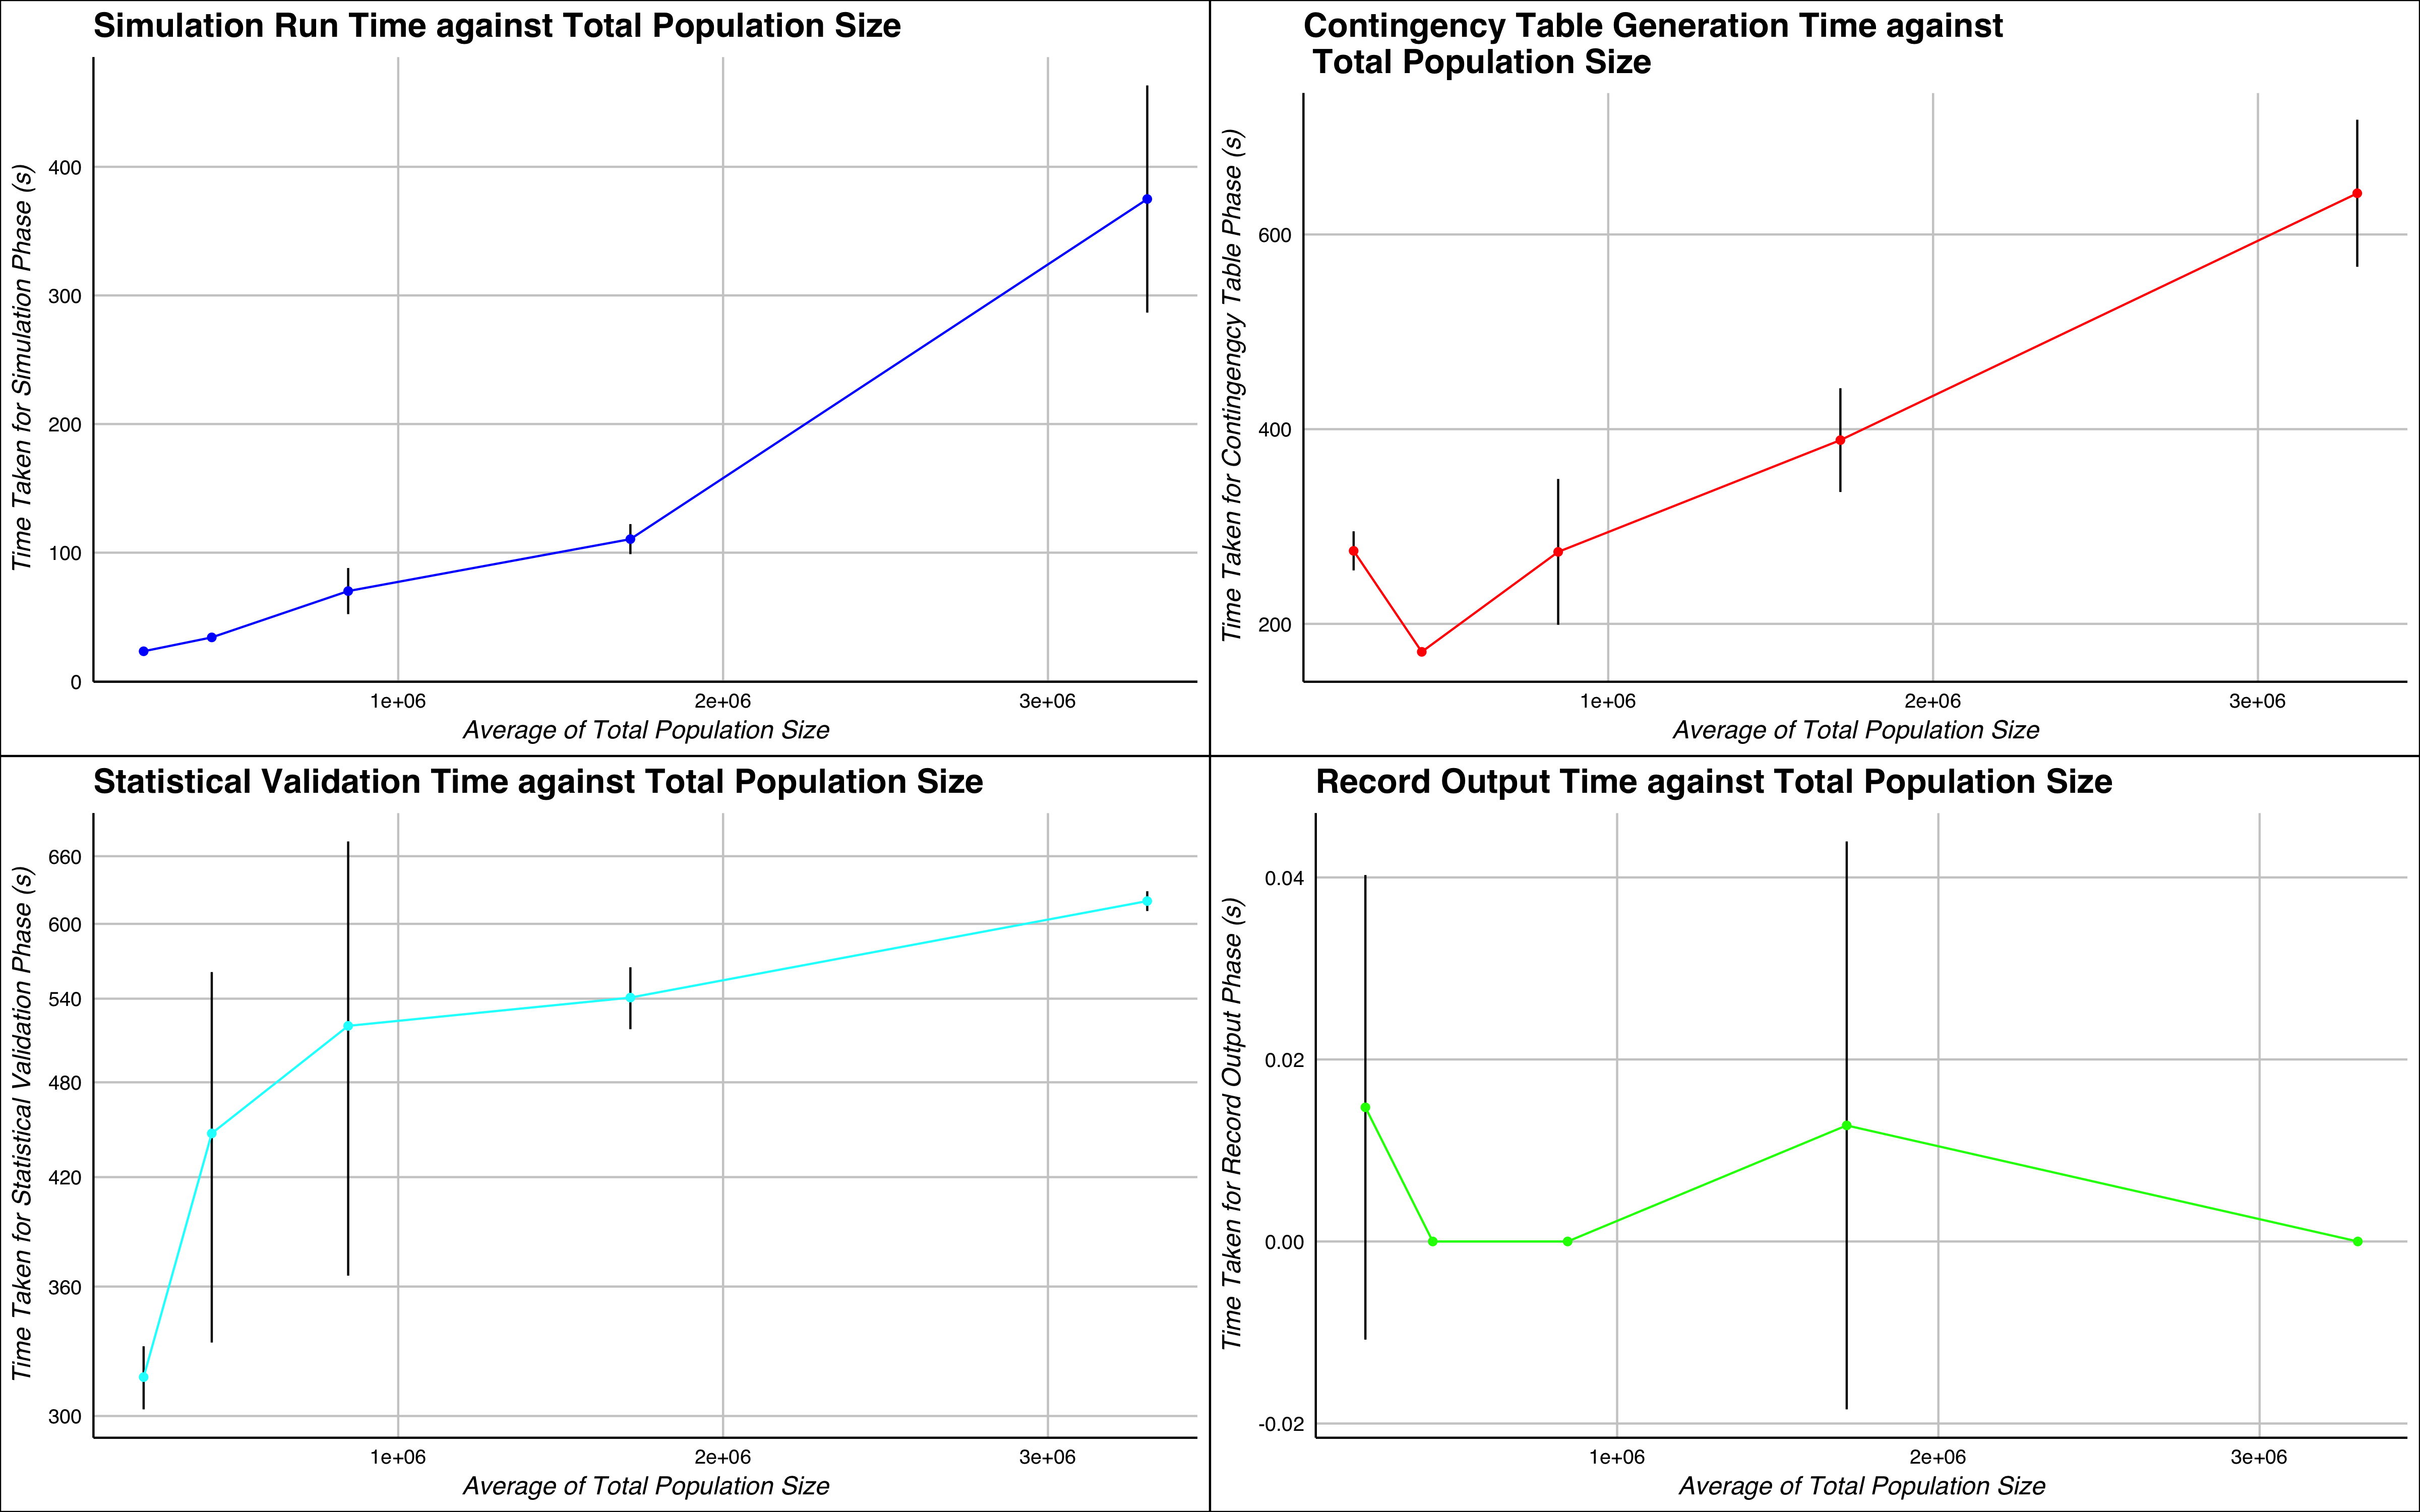 Simulation Run Time against Total Population Size
Time Taken for Simulation Phase (s)
400
300
200
100
0
1e+06 2e+06 3e+06
Average of Total Population Size
Contingency Table Generation Time against
Total Population Size
Time Taken for Contingengcy Table Phase (s)
600
400
200
1e+06 2e+06 3e+06
Average of Total Population Size
Statistical Validation Time against Total Population Size
Time Taken for Statistical Validation Phase (s)
660
600
540
480
420
360
300
1e+06 2e+06 3e+06
Average of Total Population Size
Record Output Time against Total Population Size
Time Taken for Record Output Phase (s)
0.04
0.02
0.00
-0.02
1e+06 2e+06 3e+06
Average of Total Population Size